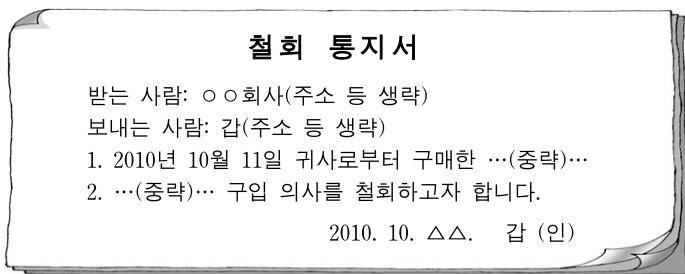 철회 통지서
받는 사람: ○○회사(주소 등 생략)
보내는 사람: 갑(주소 등 생략)
1. 2010년 10월 11일 귀사로부터 구매한 …(중략)…
2. …(중략)… 구입 의사를 철회하고자 합니다.
2010. 10. △△. 갑 (인)